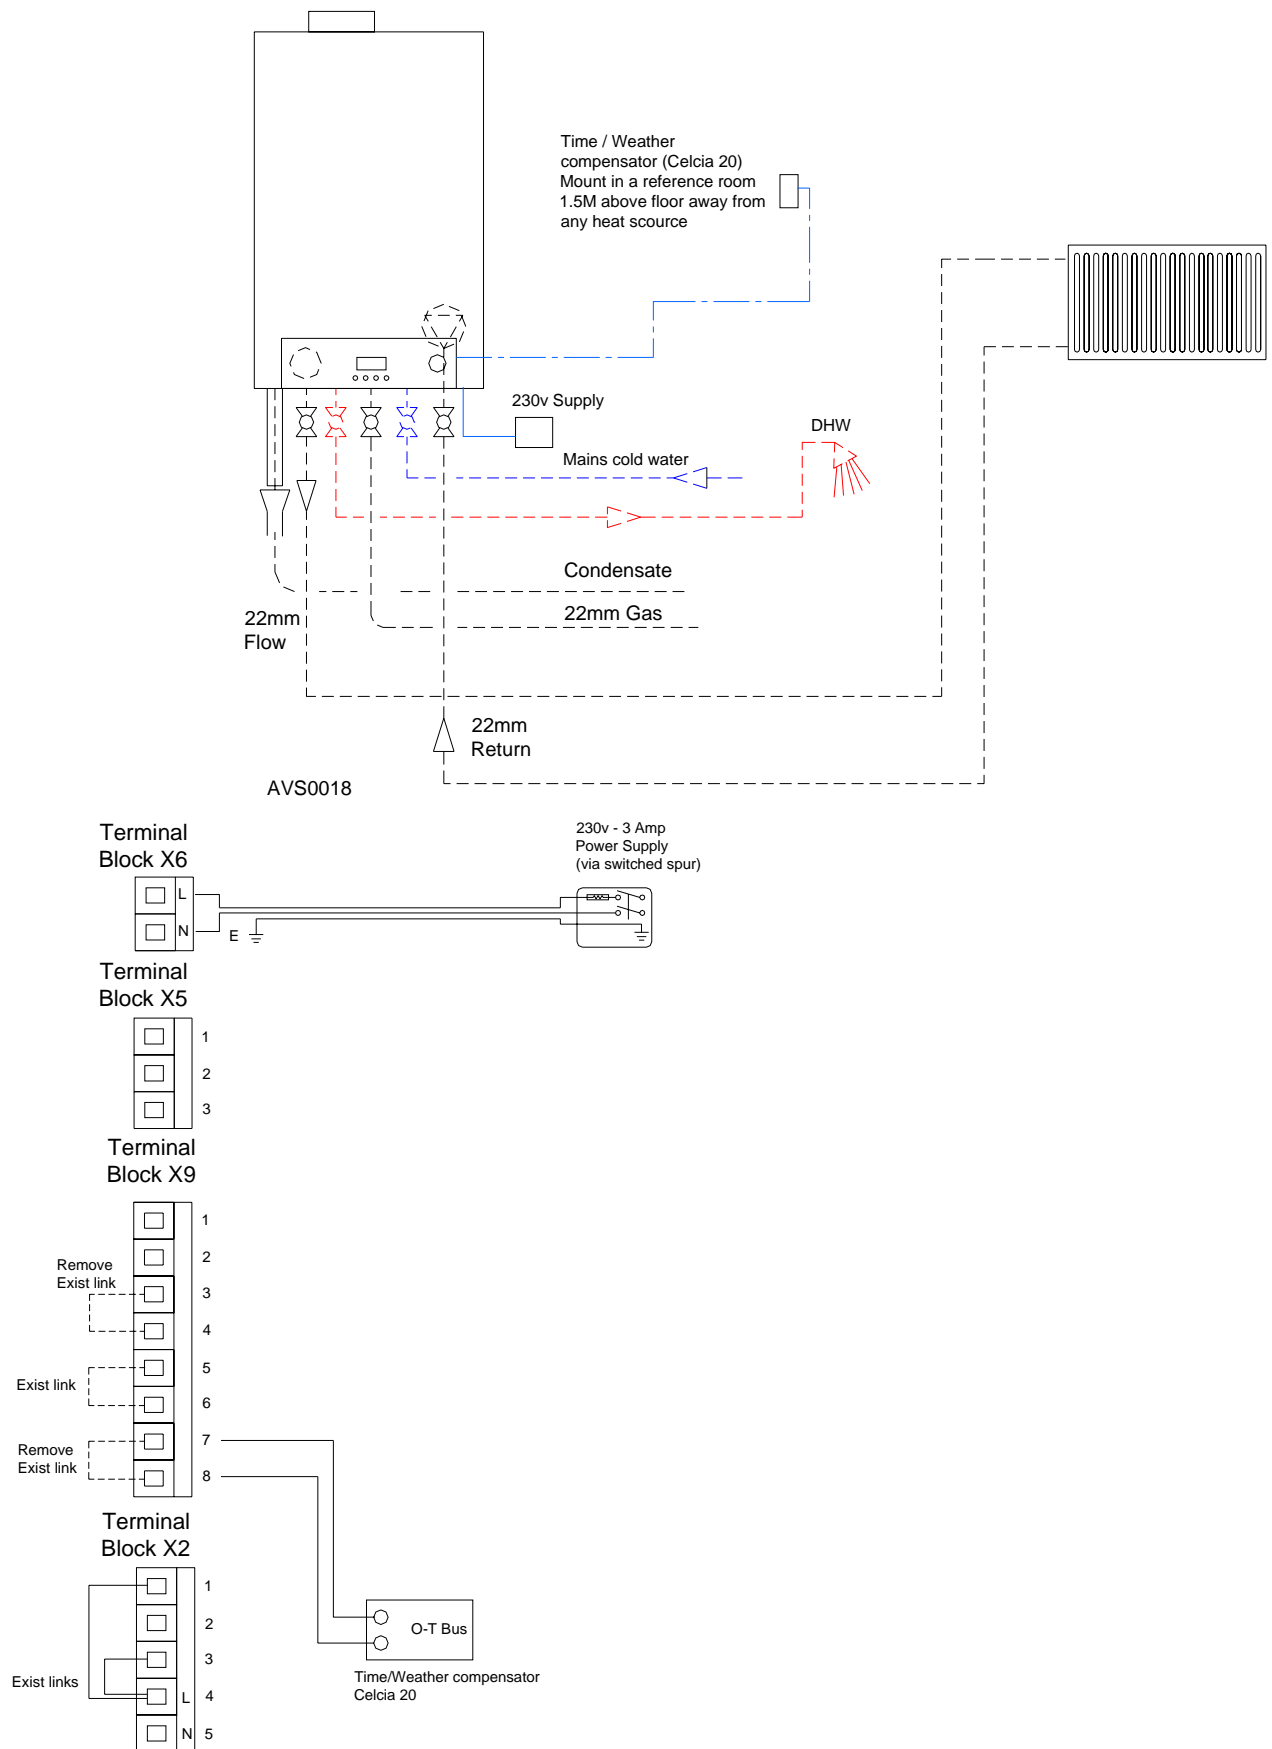 Time / Weather
compensator (Celcia 20)
Mount in a reference room
1.5M above floor away from
any heat scource
230v Supply
DHW
Mains cold water
Condensate
22mm Gas
22mm
Flow
22mm
Return
AVS0018
Terminal
Block X6
L
N
E
230v - 3 Amp
Power Supply
(via switched spur)
Terminal
Block X5
1
2
3
Terminal
Block X9
1
2
Remove
Exist link
3
4
5
Exist link
6
7
Remove
Exist link
8
Terminal
Block X2
1
2
3
Exist links
L 4
N 5
O-T Bus
Time/Weather compensator
Celcia 20